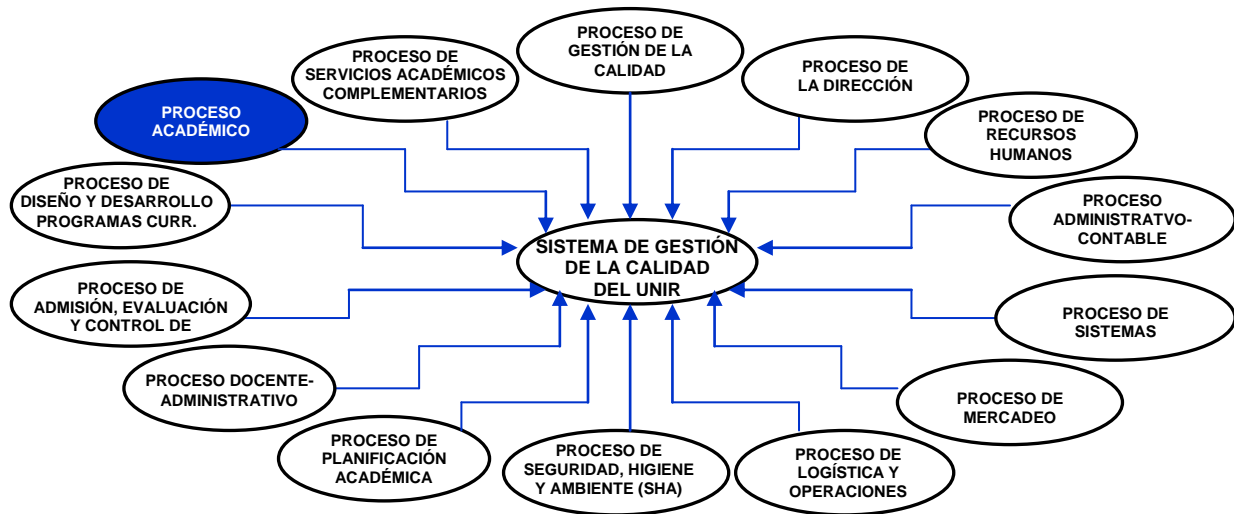 PROCESO DE
GESTIÓN DE LA
CALIDAD
PROCESO DE
SERVICIOS ACADÉMICOS
COMPLEMENTARIOS
PROCESO DE
LA DIRECCIÓN
PROCESO
ACADÉMICO
PROCESO DE
RECURSOS
HUMANOS
PROCESO DE
DISEÑO Y DESARROLLO
PROGRAMAS CURR.
PROCESO
ADMINISTRATVO-
CONTABLE
SISTEMA DE GESTIÓN
DE LA CALIDAD
DEL UNIR
PROCESO DE
ADMISIÓN, EVALUACIÓN
Y CONTROL DE
PROCESO DE
SISTEMAS
PROCESO DOCENTE-
ADMINISTRATIVO
PROCESO DE
MERCADEO
PROCESO DE
PLANIFICACIÓN
ACADÉMICA
PROCESO DE
SEGURIDAD, HIGIENE
Y AMBIENTE (SHA)
PROCESO DE
LOGÍSTICA Y
OPERACIONES